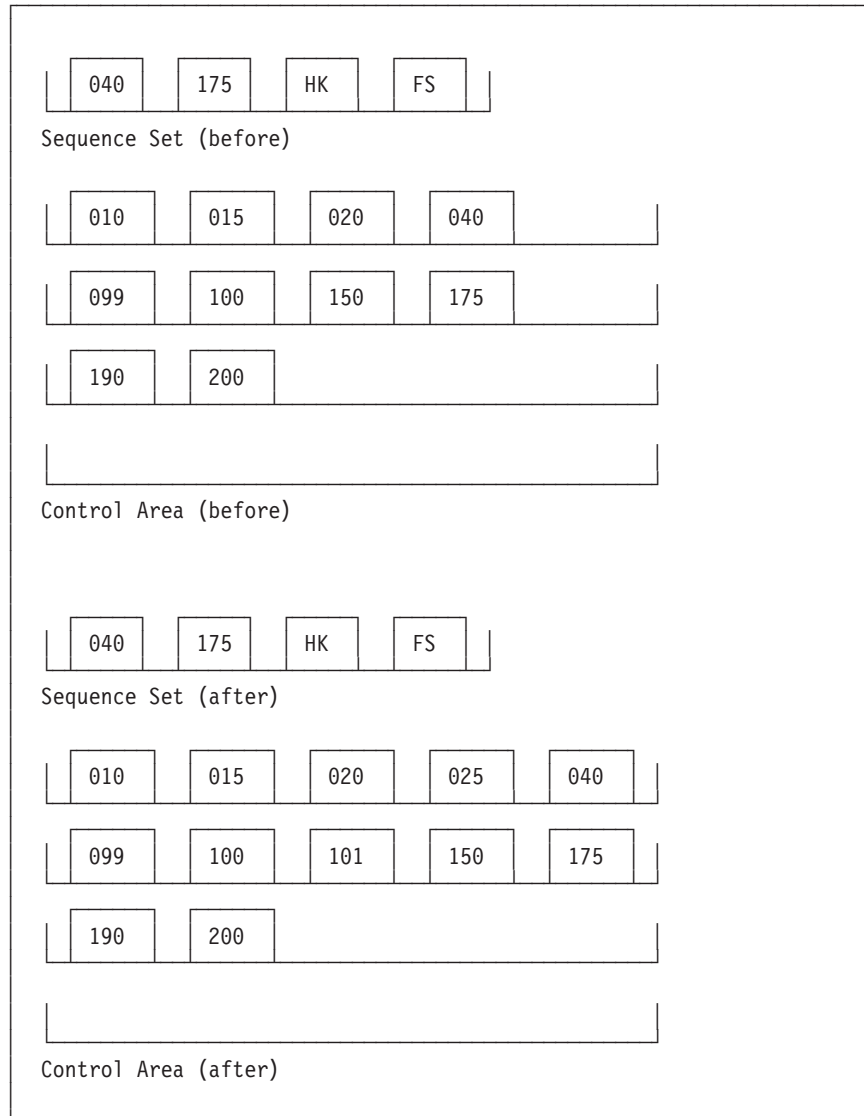 040 175 HK FS
Sequence Set (before)
010 015 020 040
099 100 150 175
190 200
Control Area (before)
040 175 HK FS
Sequence Set (after)
010 015 020 025 040
099 100 101 150 175
190 200
Control Area (after)